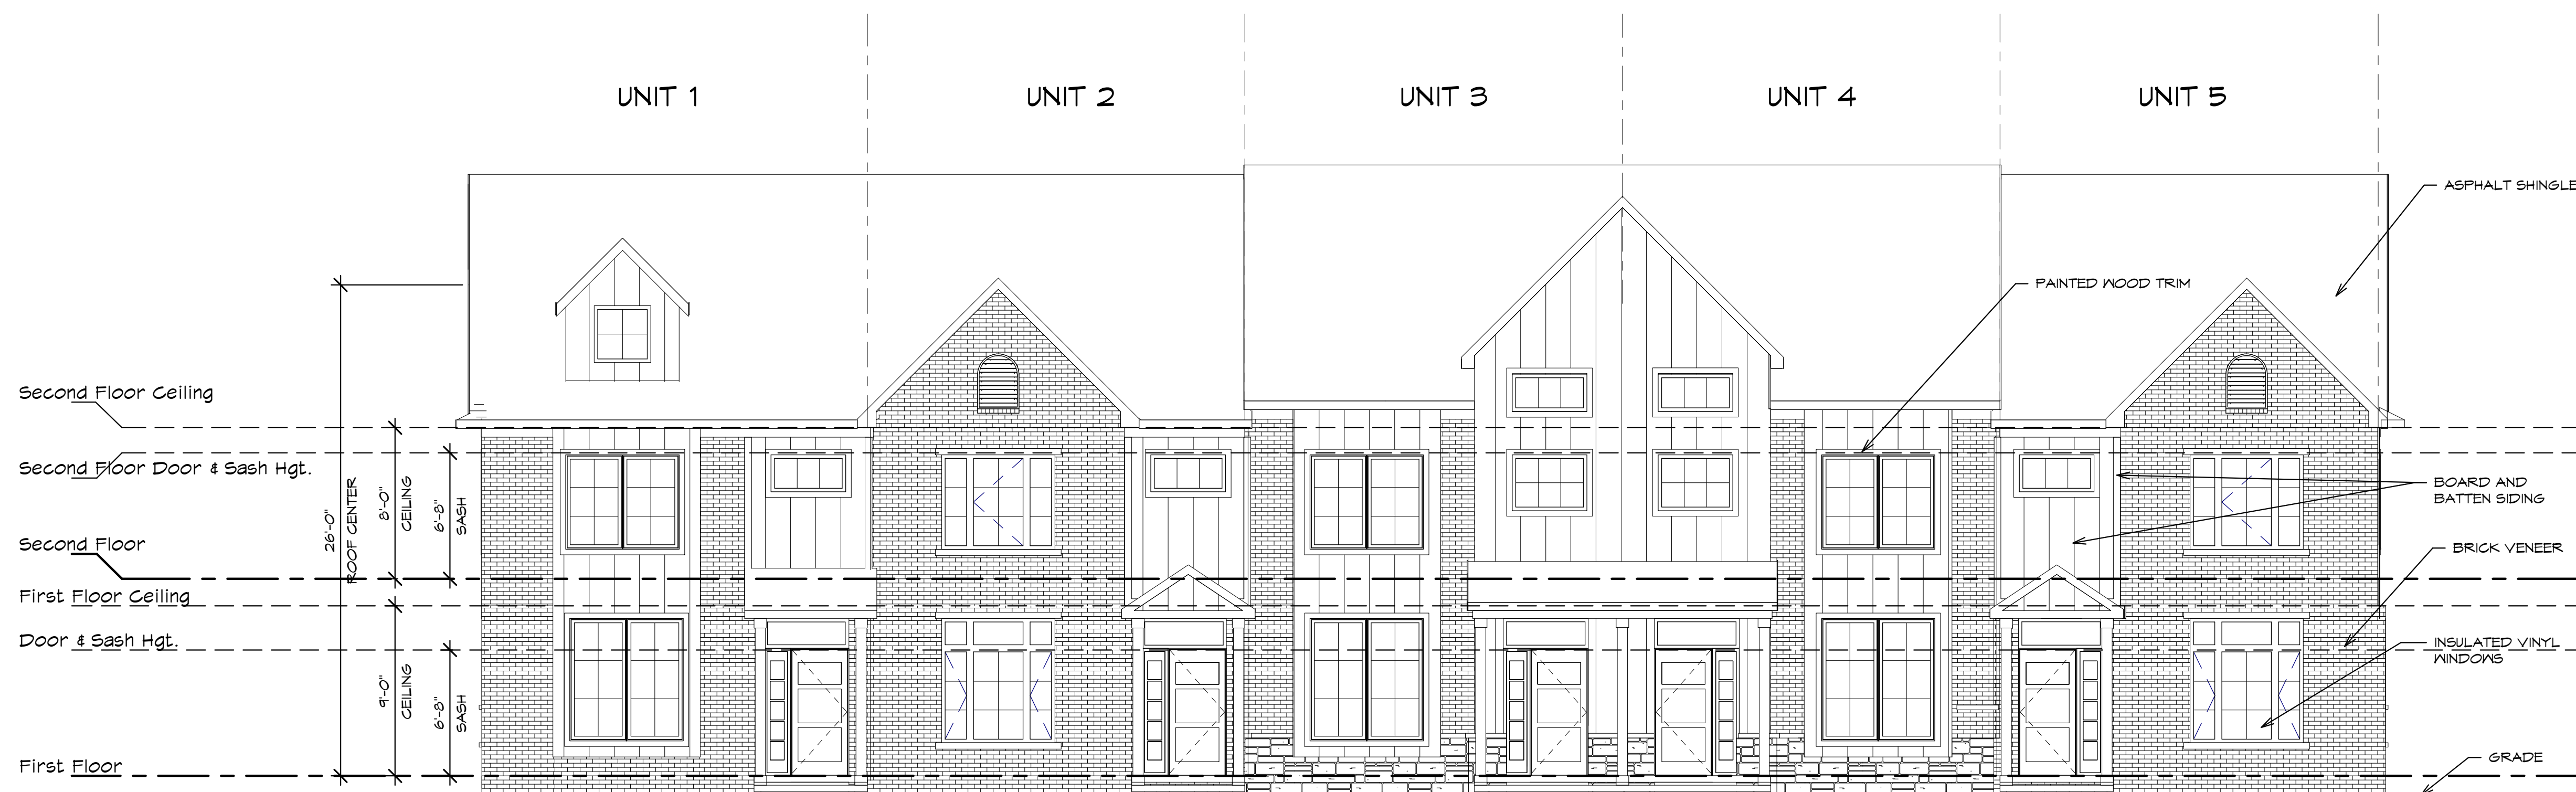 UNIT 1
UNIT 2
UNIT 3
UNIT 4
UNIT 5
ASPHALT SHINGLE
PAINTED WOOD TRIM
Second Floor Ceiling
Second Floor Door & Sash Hgt.
BOARD AND
BATTEN SIDING
26'-0"
ROOF CENTER
8'-0"
CEILING
6'-8"
SASH
Second Floor
BRICK VENEER
First Floor Ceiling
Door & Sash Hgt.
INSULATED VINYL
WINDOWS
9'-0"
CEILING
6'-8"
SASH
First Floor
GRADE